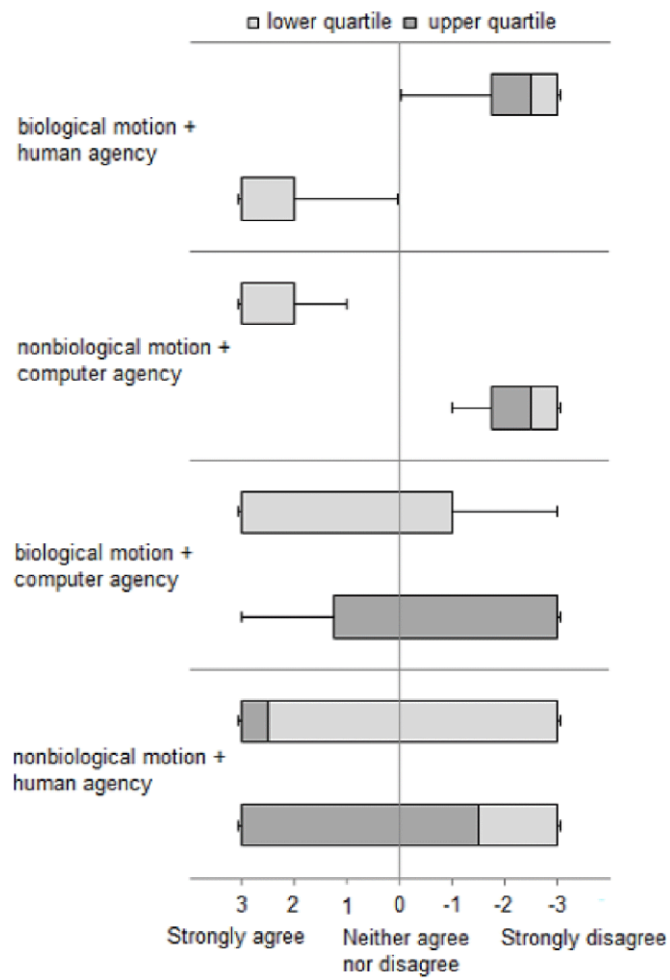 lower quartile upper quartile
biological motion +
human agency
nonbiological motion +
computer agency
biological motion +
computer agency
nonbiological motion +
human agency
3 2 1 0 -1 -2 -3
Strongly agree Neither agree Strongly disagree
nor disagree